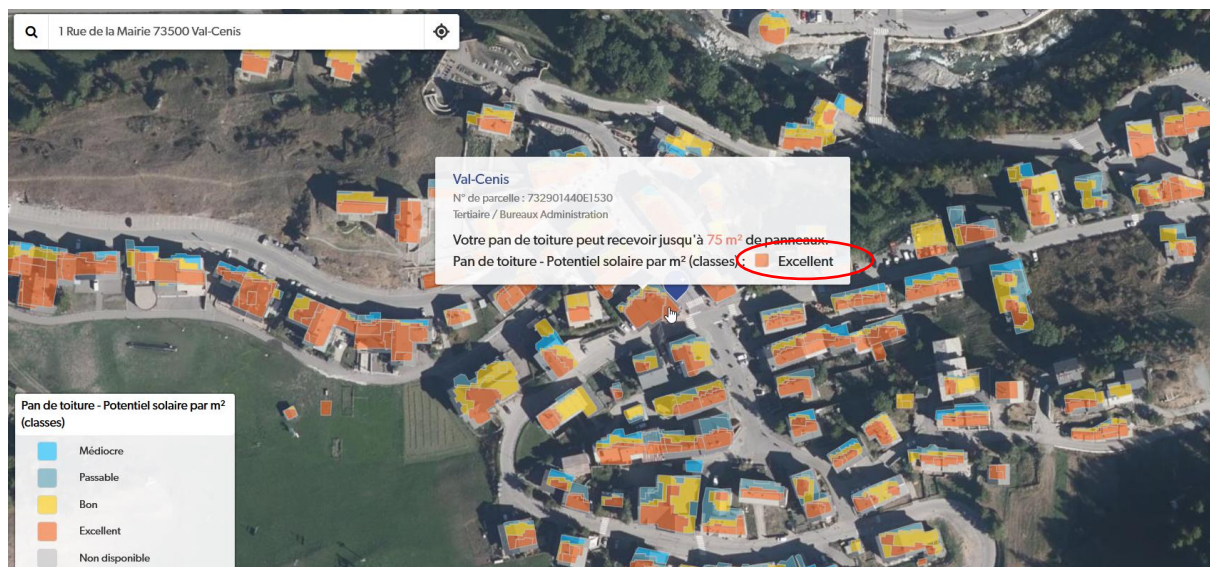 1 Rue de la Mairie 73500 Val-Cenis
Val-Cenis
N° de parcelle : 732901440E1530
Tertiaire / Bureaux Administration
Votre pan de toiture peut recevoir jusqu'à 75 m² de panneaux.
Pan de toiture - Potentiel solaire par m² (classes) : Excellent
Pan de toiture - Potentiel solaire par m²
(classes)
Médiocre
Passable
Bon
Excellent
Non disponible